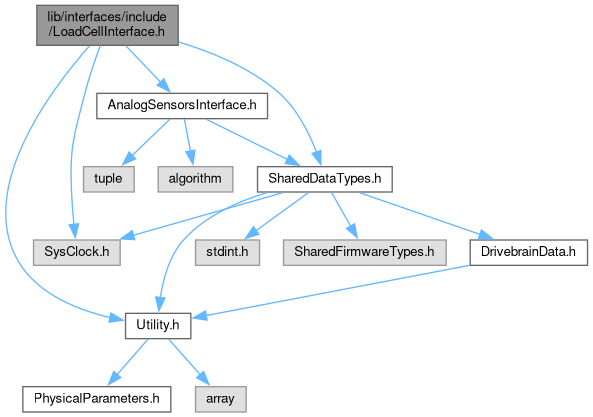 lib/interfaces/include
/LoadCellInterface.h
AnalogSensorsInterface.h
tuple
algorithm
SharedDataTypes.h
SysClock.h
stdint.h
SharedFirmwareTypes.h
DrivebrainData.h
Utility.h
PhysicalParameters.h
array